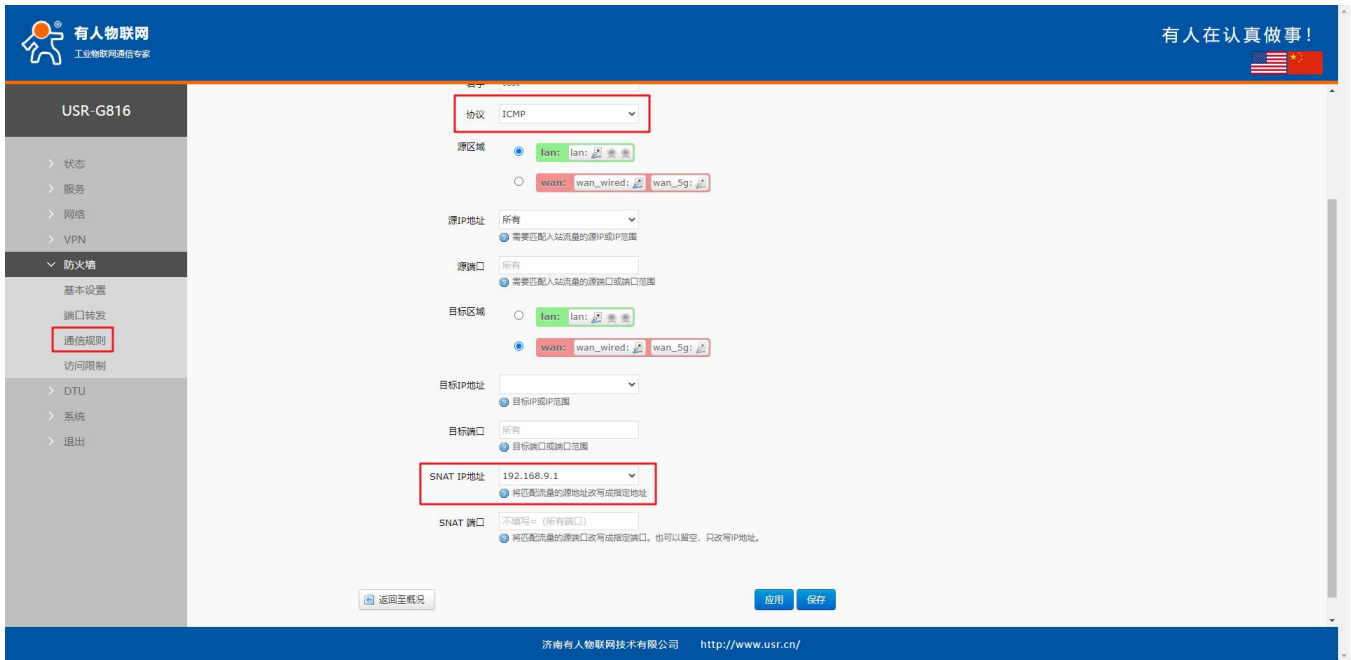 有人物联网
工业物联网通信专家
有人在认真做事！
USR-G816
状态
服务
网络
VPN
防火墙
基本设置
端口转发
通信规则
访问限制
DTU
系统
退出
名字 test
协议 ICMP
源区域 lan: lan:
wan: wan_wired: wan_5g:
源IP地址 所有
需要匹配入站流量的源IP或IP范围
源端口 所有
需要匹配入站流量的源端口或端口范围
目标区域 lan: lan:
wan: wan_wired: wan_5g:
目标IP地址
目标IP或IP范围
目标端口 所有
目标端口或端口范围
SNAT IP地址 192.168.9.1
将匹配流量的源地址改写成指定地址
SNAT 端口 不填写=（所有端口）
将匹配流量的源端口改写成指定端口。也可以留空，只改写IP地址。
返回至概况 应用 保存
济南有人物联网技术有限公司 http://www.usr.cn/